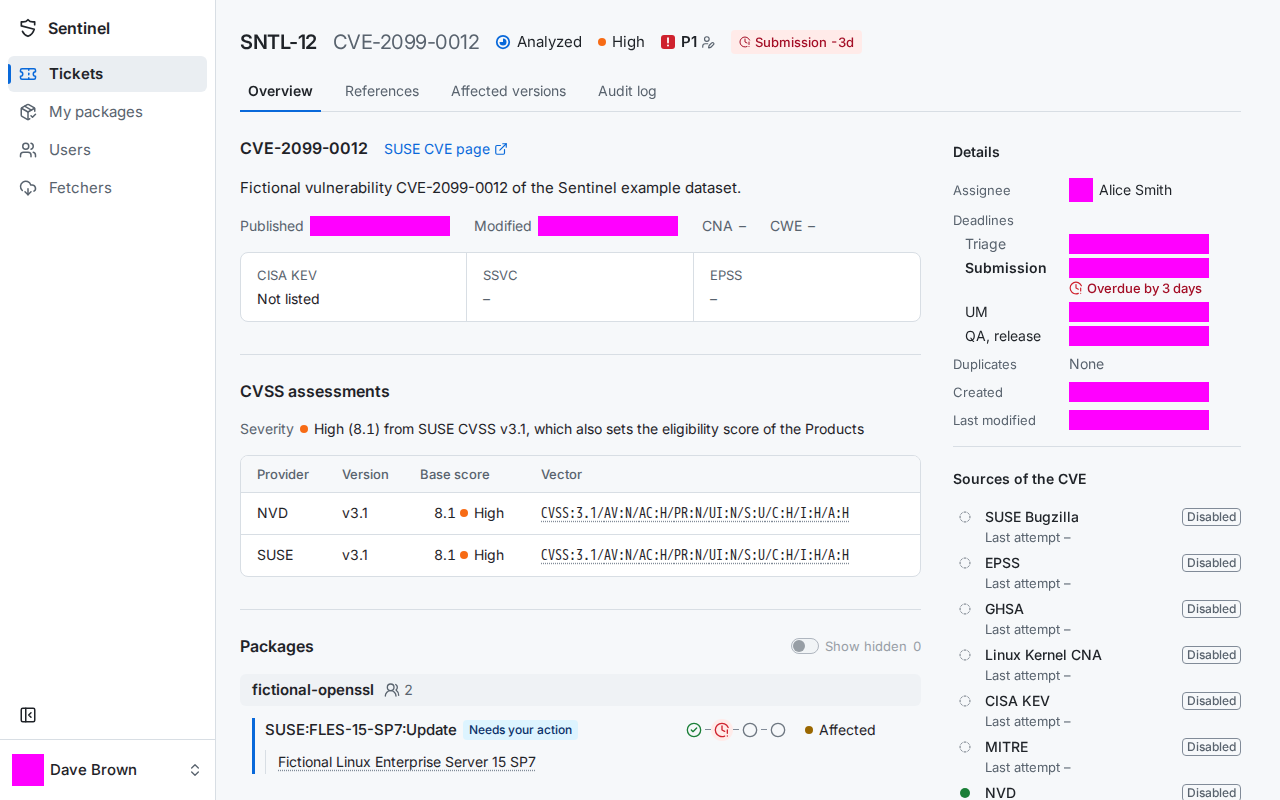 Sentinel
Tickets
My packages
Users
Fetchers
Dave Brown
SNTL-12 CVE-2099-0012 Analyzed High P1 Submission -3d
Overview References Affected versions Audit log
CVE-2099-0012 SUSE CVE page
Fictional vulnerability CVE-2099-0012 of the Sentinel example dataset.
Published Modified CNA – CWE –
CISA KEV SSVC EPSS
Not listed – –
CVSS assessments
Severity High (8.1) from SUSE CVSS v3.1, which also sets the eligibility score of the Products
Provider Version Base score Vector
NVD v3.1 8.1 High CVSS:3.1/AV:N/AC:H/PR:N/UI:N/S:U/C:H/I:H/A:H
SUSE v3.1 8.1 High CVSS:3.1/AV:N/AC:H/PR:N/UI:N/S:U/C:H/I:H/A:H
Packages Show hidden 0
fictional-openssl 2
SUSE:FLES-15-SP7:Update Needs your action Affected
Fictional Linux Enterprise Server 15 SP7
Details
Assignee Alice Smith
Deadlines
Triage
Submission
Overdue by 3 days
UM
QA, release
Duplicates None
Created
Last modified
Sources of the CVE
SUSE Bugzilla Disabled
Last attempt –
EPSS Disabled
Last attempt –
GHSA Disabled
Last attempt –
Linux Kernel CNA Disabled
Last attempt –
CISA KEV Disabled
Last attempt –
MITRE Disabled
Last attempt –
NVD Disabled